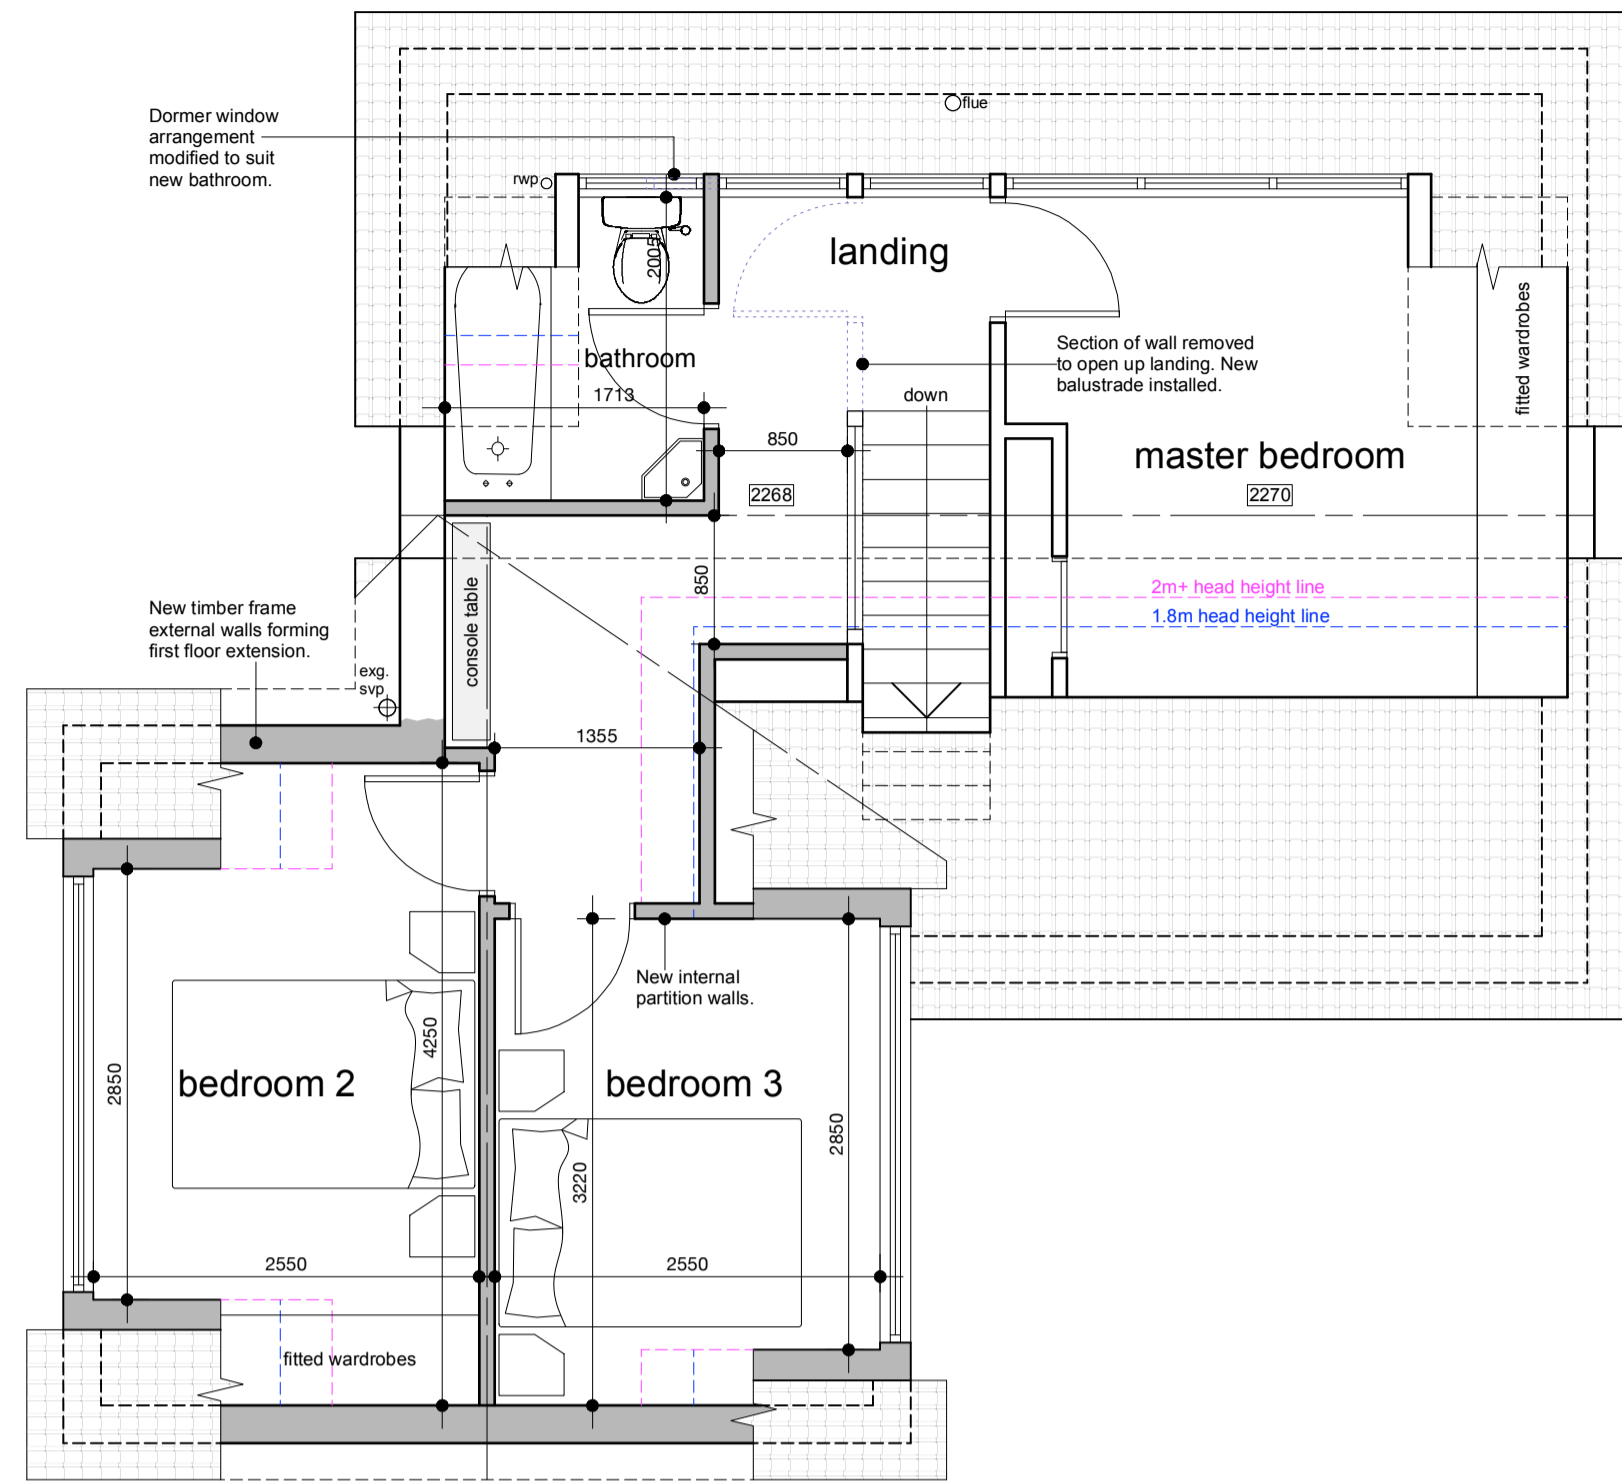 flue
Dormer window
arrangement
modified to suit
new bathroom.
rwp
2005
landing
fitted wardrobes
Section of wall removed
to open up landing. New
balustrade installed.
bathroom
1713
down
850
master bedroom
2268
2270
850
console table
2m+ head height line
1.8m head height line
New timber frame
external walls forming
first floor extension.
exg.
svp
1355
New internal
partition walls.
4250
2850
bedroom 2
bedroom 3
2850
3220
2550
2550
fitted wardrobes